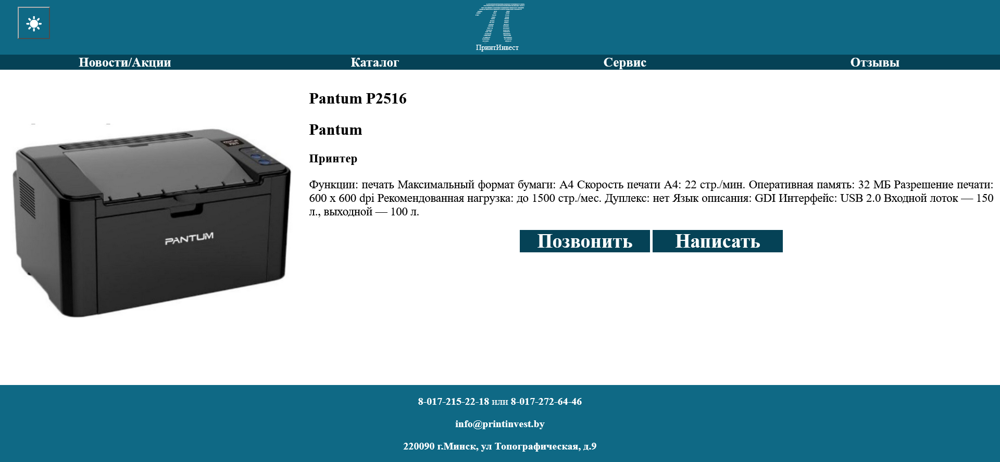 ПринтИнвест
Новости/Акции
Каталог
Сервис
Отзывы
Pantum P2516
Pantum
Принтер
Функции: печать Максимальный формат бумаги: A4 Скорость печати A4: 22 стр./мин. Оперативная память: 32 МБ Разрешение печати:
600 x 600 dpi Рекомендованная нагрузка: до 1500 стр./мес. Дуплекс: нет Язык описания: GDI Интерфейс: USB 2.0 Входной лоток — 150
л., выходной — 100 л.
PANTUM
Позвонить
Написать
8-017-215-22-18 или 8-017-272-64-46
info@printinvest.by
220090 г.Минск, ул Топографическая, д.9